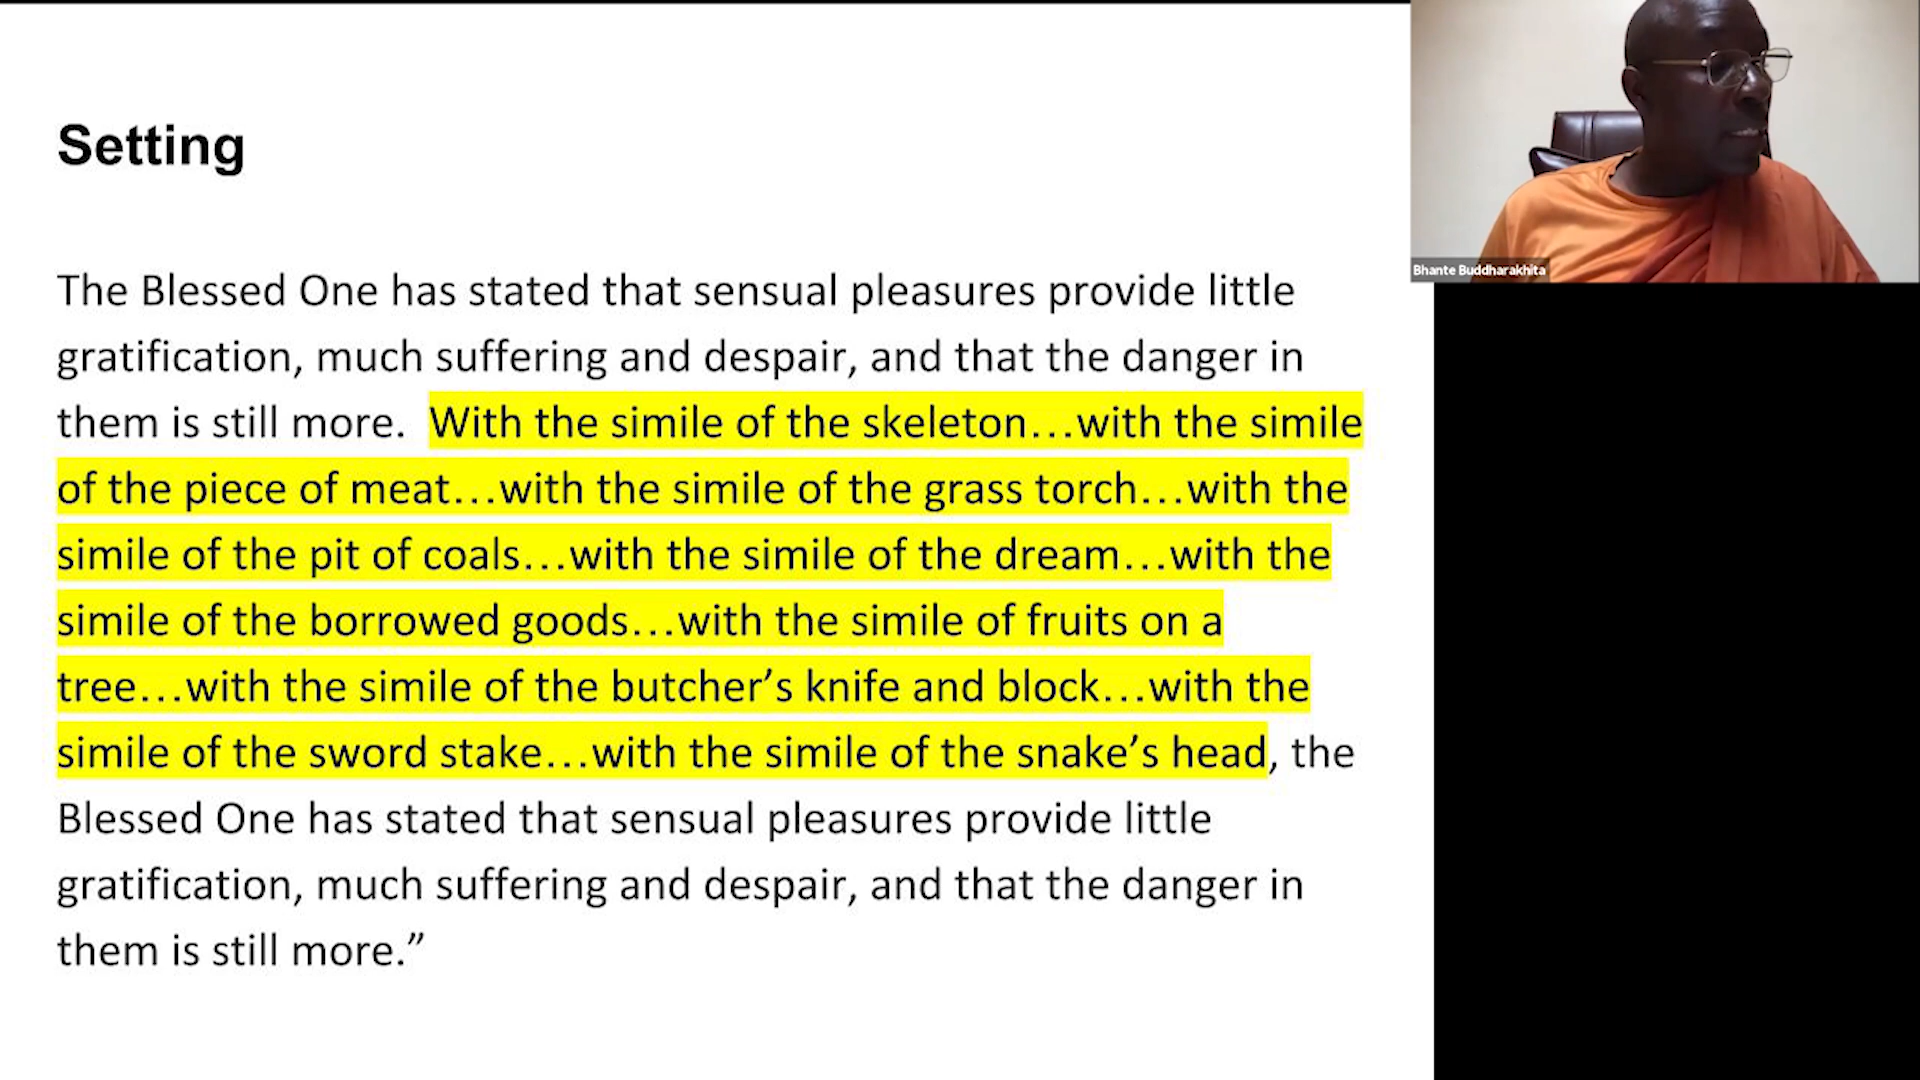 Setting
The Blessed One has stated that sensual pleasures provide little
gratification, much suffering and despair, and that the danger in
them is still more.  With the simile of the skeleton…with the simile
of the piece of meat…with the simile of the grass torch…with the
simile of the pit of coals…with the simile of the dream…with the
simile of the borrowed goods…with the simile of fruits on a
tree…with the simile of the butcher’s knife and block…with the
simile of the sword stake…with the simile of the snake’s head, the
Blessed One has stated that sensual pleasures provide little
gratification, much suffering and despair, and that the danger in
them is still more.”
Bhante Buddharakhita